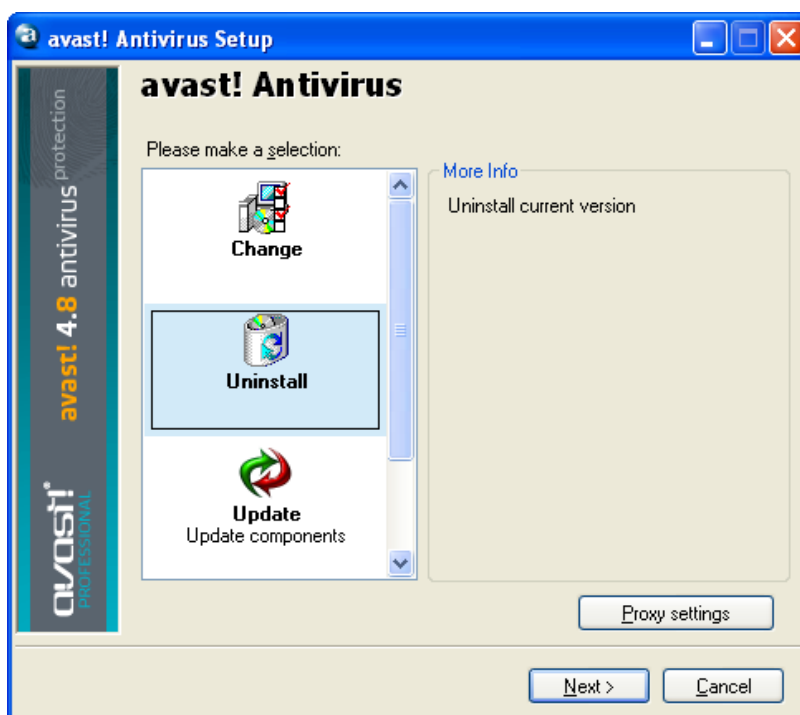 avast! Antivirus Setup
avast! Antivirus
Please make a selection:
Change
Uninstall
Update
Update components
More Info
Uninstall current version
Proxy settings
Next >
Cancel
avast! 4.8 antivirus protection
avast!
PROFESSIONAL